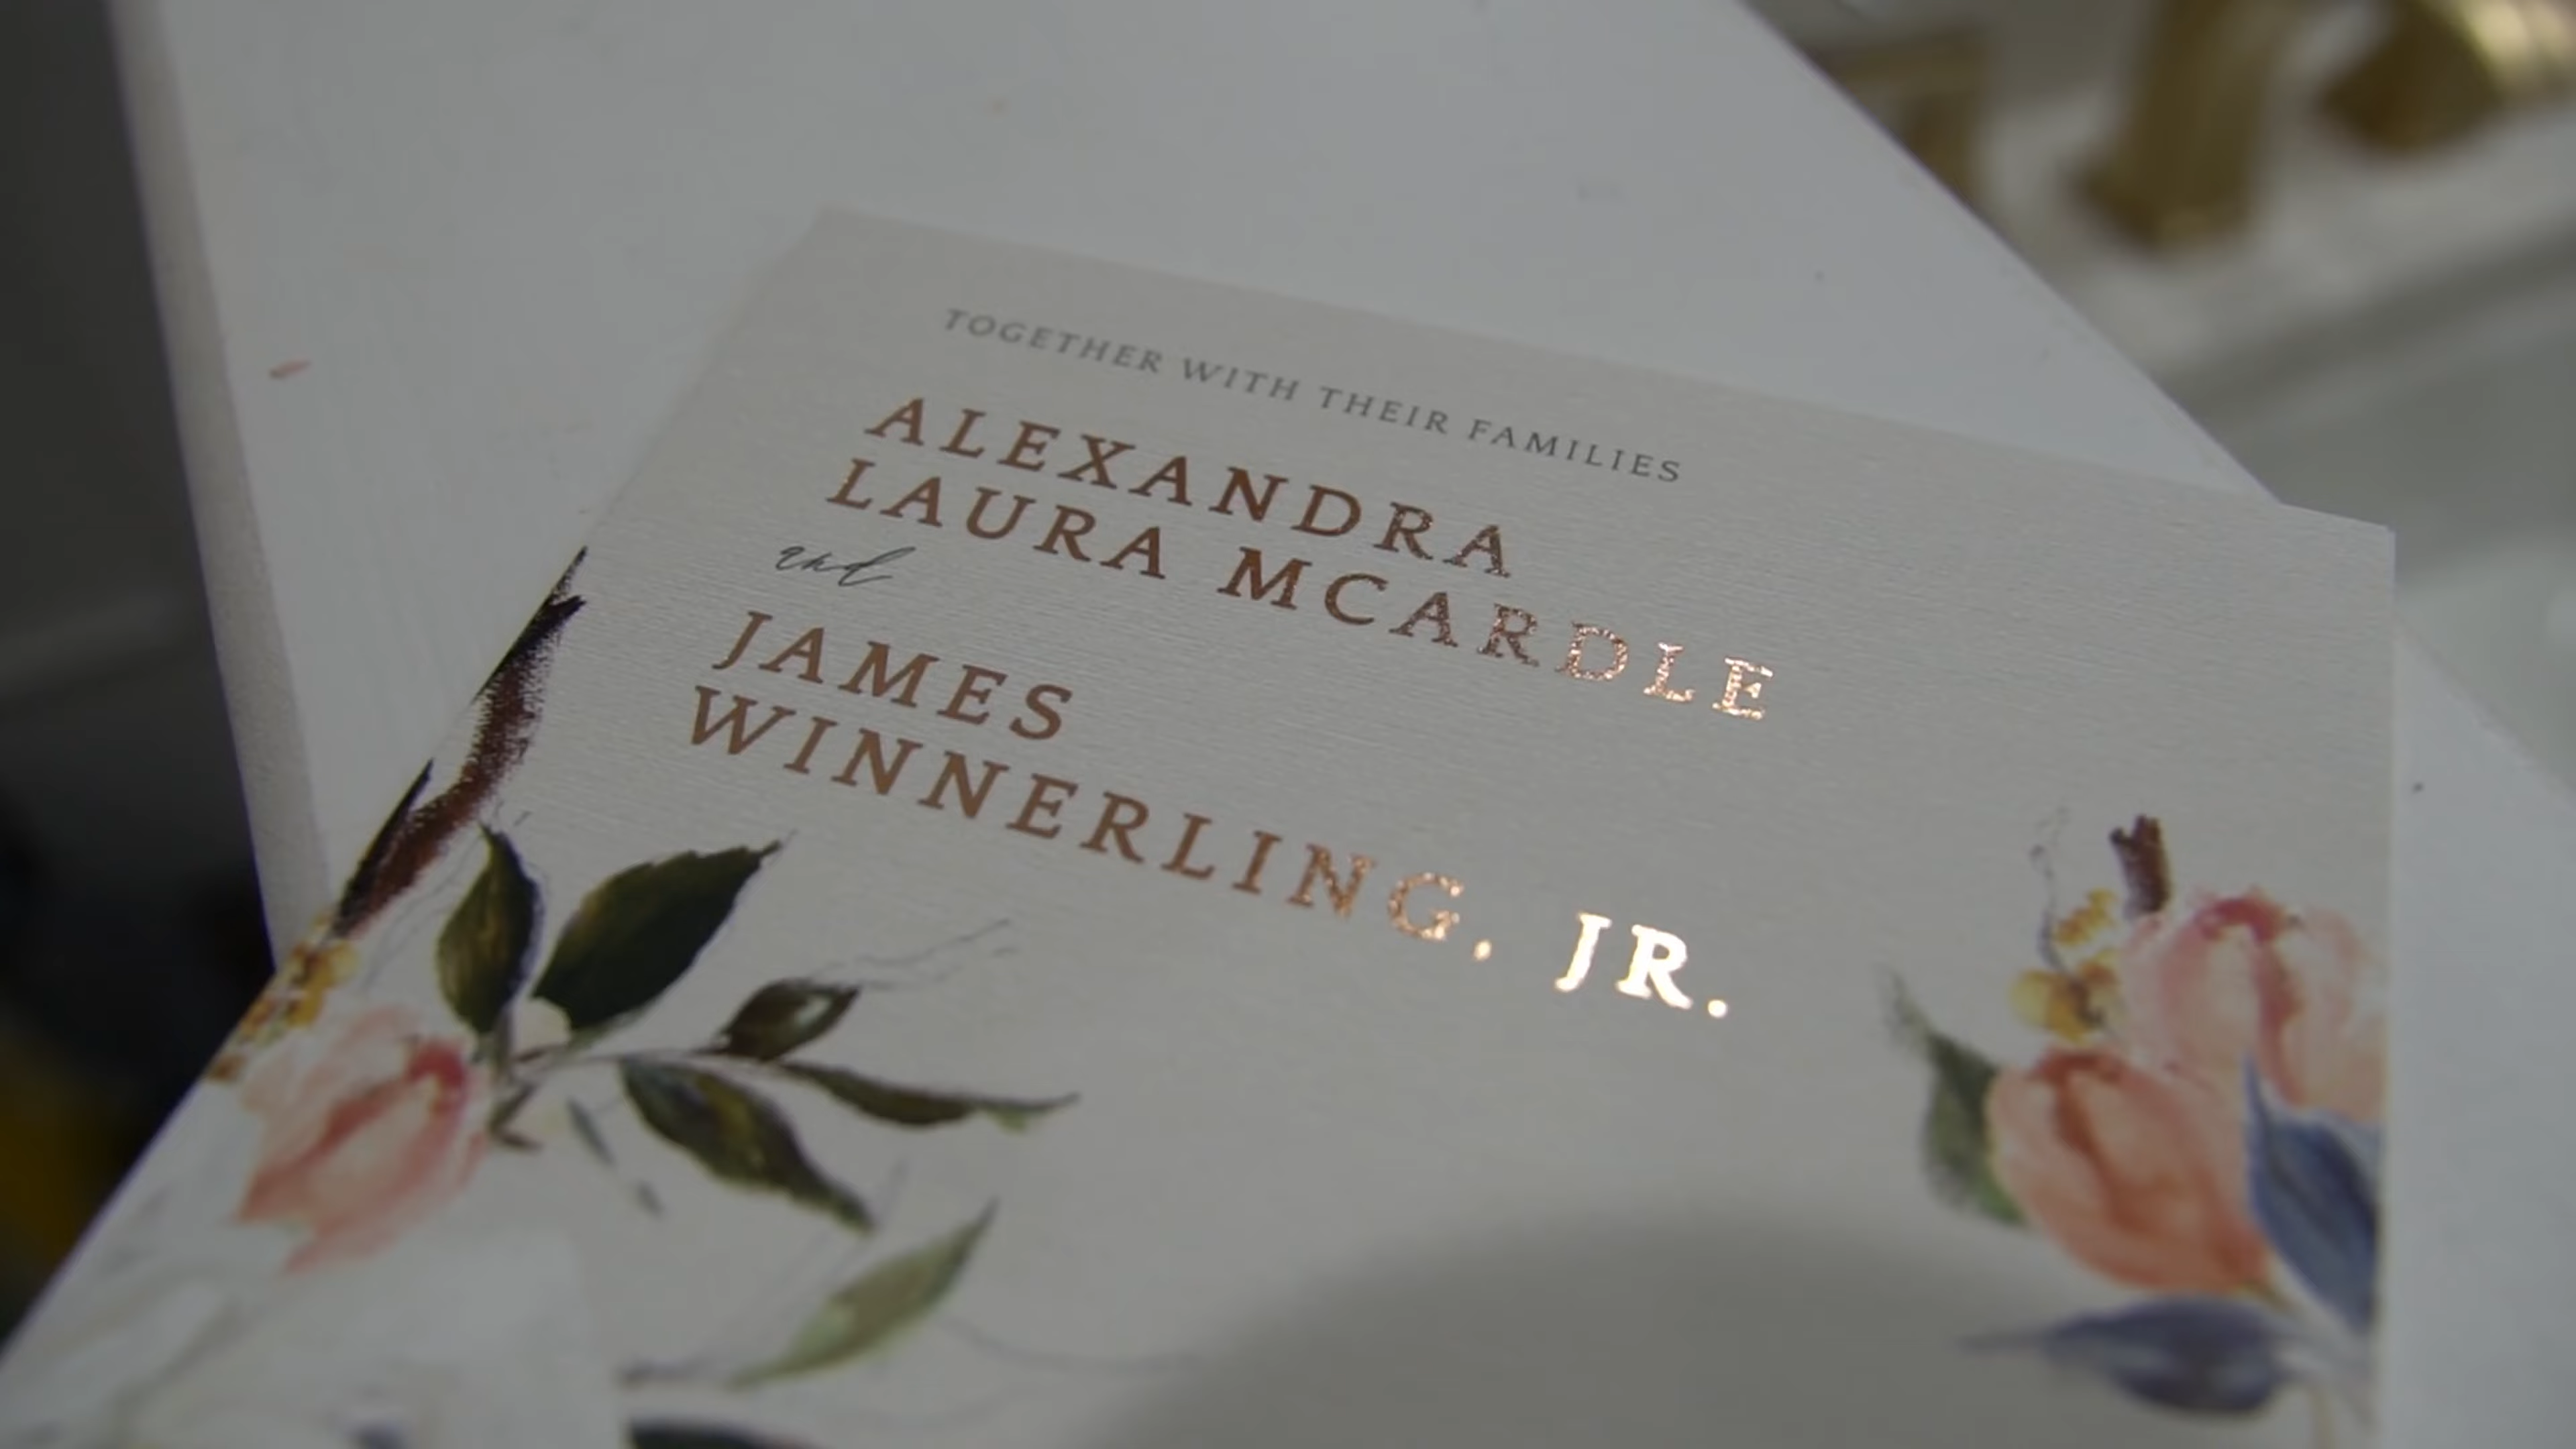 TOGETHER WITH THEIR FAMILIES
ALEXANDRA
LAURA MCARDLE
and
JAMES
WINNERLING, JR.